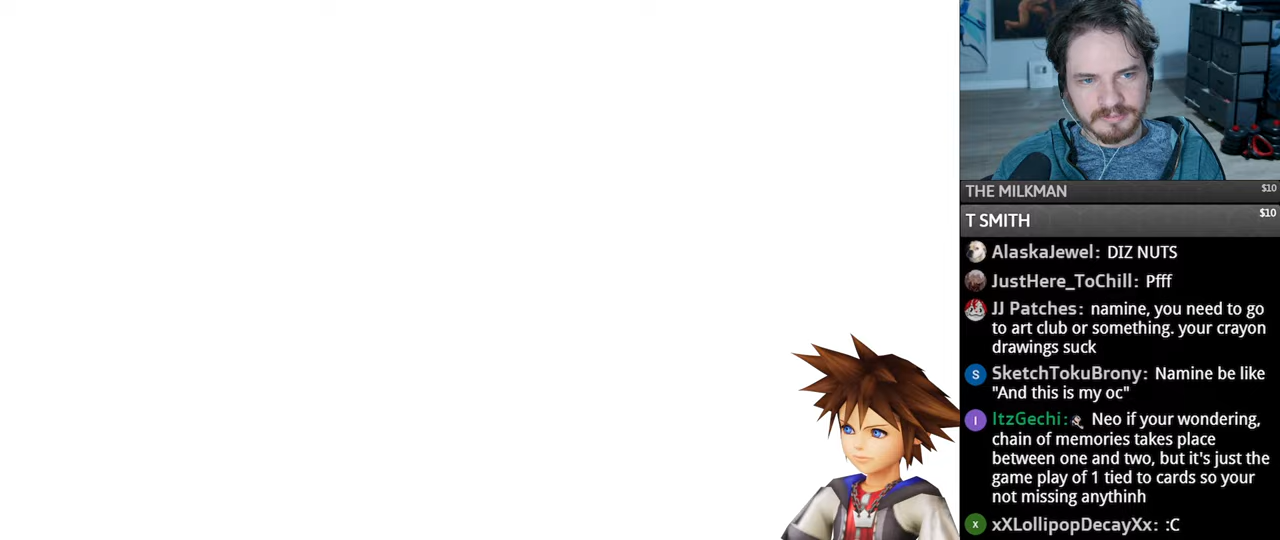 THE MILKMAN $10
T SMITH $10
AlaskaJewel: DIZ NUTS
JustHere_ToChill: Pfff
JJ Patches: namine, you need to go
to art club or something. your crayon
drawings suck
S SketchTokuBrony: Namine be like
"And this is my oc"
I ItzGechi: Neo if your wondering,
chain of memories takes place
between one and two, but it's just the
game play of 1 tied to cards so your
not missing anythinh
x xXLollipopDecayXx: :C